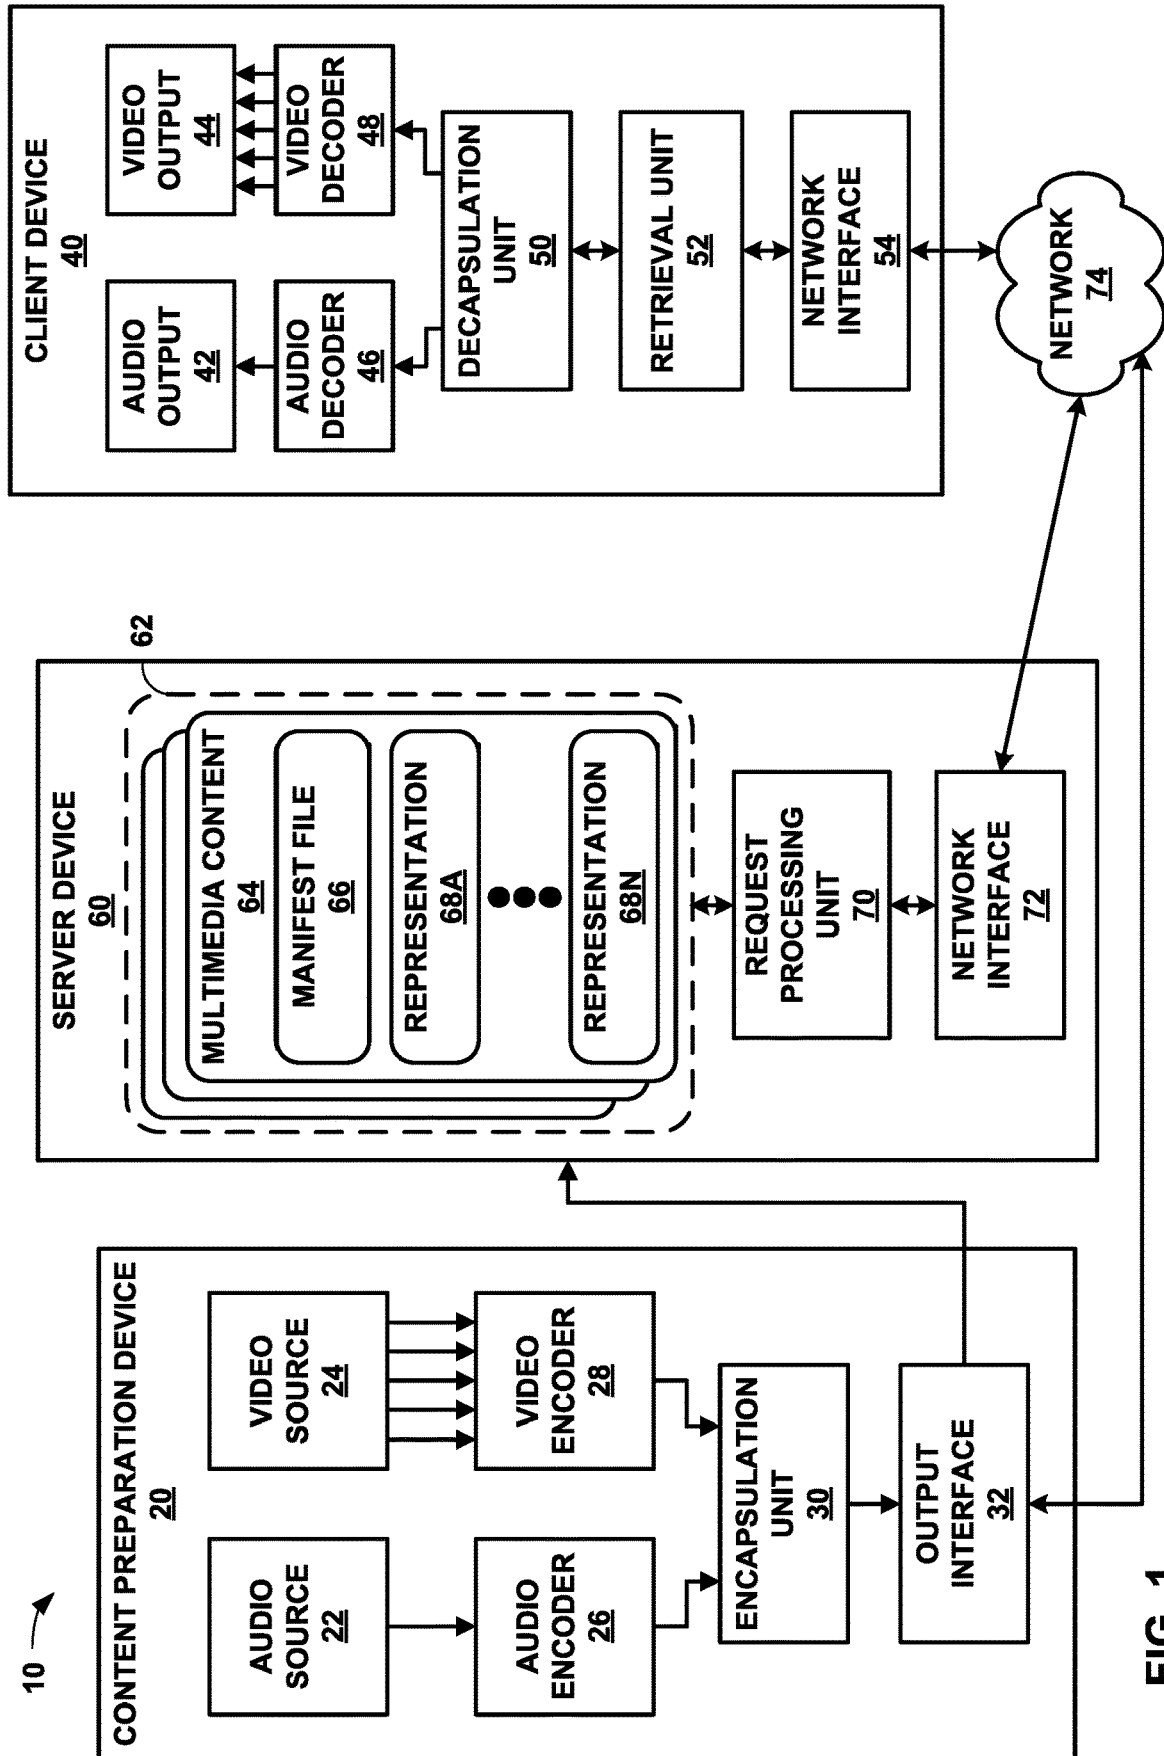 10
CONTENT PREPARATION DEVICE
20
AUDIO
SOURCE
22
VIDEO
SOURCE
24
AUDIO
ENCODER
26
VIDEO
ENCODER
28
ENCAPSULATION
UNIT
30
OUTPUT
INTERFACE
32
SERVER DEVICE
60
62
MULTIMEDIA CONTENT
64
MANIFEST FILE
66
REPRESENTATION
68A
REPRESENTATION
68N
REQUEST
PROCESSING
UNIT
70
NETWORK
INTERFACE
72
CLIENT DEVICE
40
AUDIO
OUTPUT
42
VIDEO
OUTPUT
44
AUDIO
DECODER
46
VIDEO
DECODER
48
DECAPSULATION
UNIT
50
RETRIEVAL UNIT
52
NETWORK
INTERFACE
54
NETWORK
74
FIG. 1